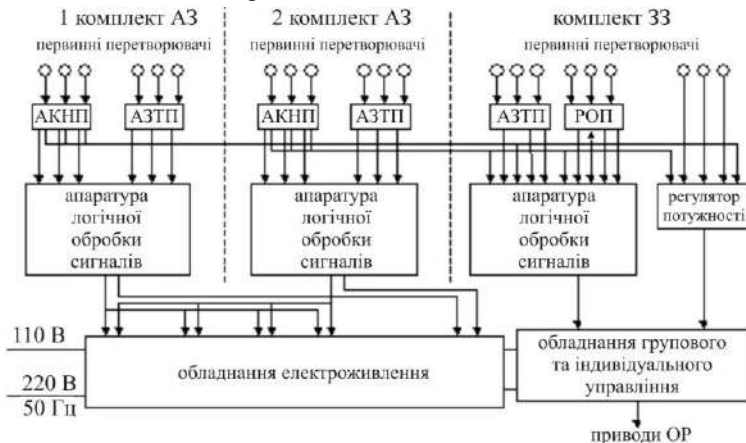 1 комплект АЗ
2 комплект АЗ
комплект ЗЗ
первинні перетворювачі
первинні перетворювачі
первинні перетворювачі
АКНП
АЗТП
АКНП
АЗТП
АЗТП
РОП
апаратура
логічної
обробки
сигналів
апаратура
логічної
обробки
сигналів
апаратура
логічної
обробки
сигналів
регулятор
потужності
110 В
220 В
50 Гц
обладнання електроживлення
обладнання групового
та індивідуального
управління
приводи ОР